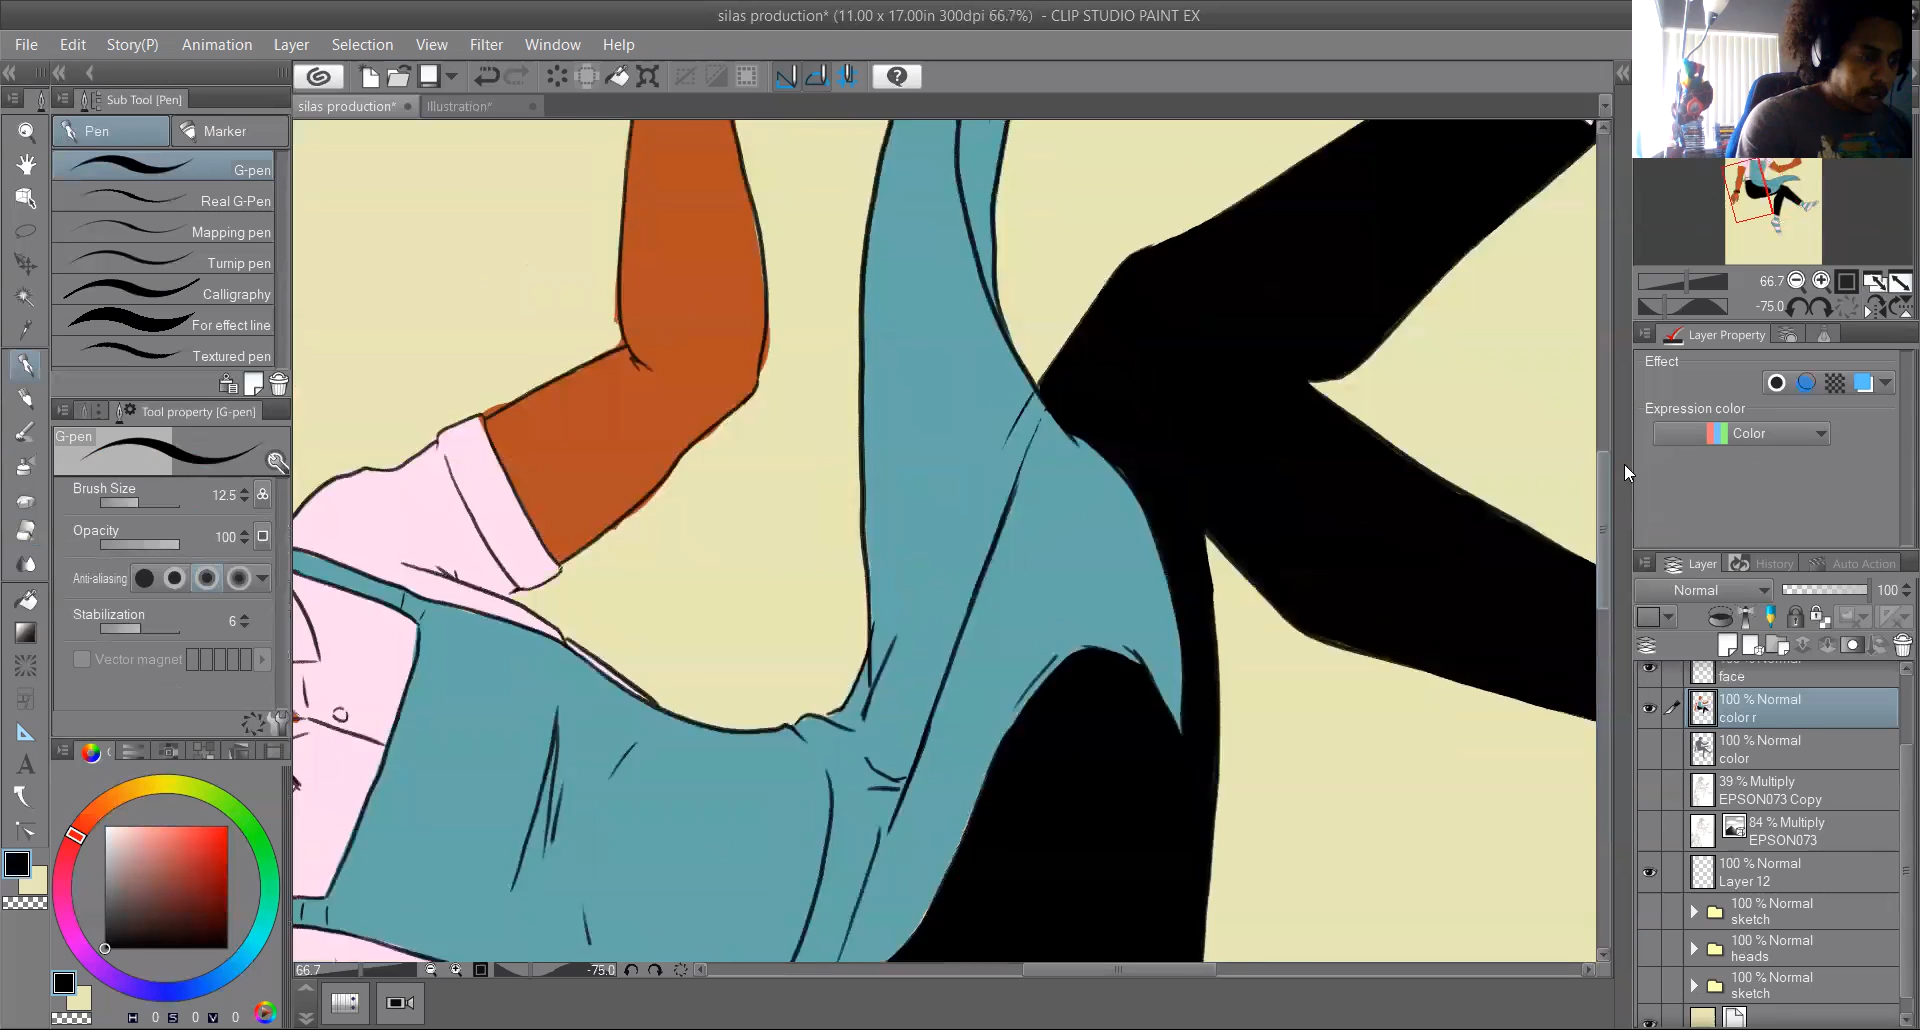 silas production* (11.00 x 17.00in 300dpi 66.7%) - CLIP STUDIO PAINT EX
File Edit Story(P) Animation Layer Selection View Filter Window Help
Sub Tool [Pen]
silas production* Illustration*
Pen Marker
G-pen
Real G-Pen
Mapping pen
Turnip pen
Calligraphy
For effect line
Textured pen
Tool property [G-pen]
G-pen
Brush Size 12.5
Opacity 100
Anti-aliasing
Stabilization 6
Vector magnet
H 0 S 0 V 0
66.7 -75.0
66.7
-75.0
Layer Property
Effect
Expression color
Color
Layer History Auto Action
Normal 100
face
100 % Normal
color r
100 % Normal
color
39 % Multiply
EPSON073 Copy
84 % Multiply
EPSON073
100 % Normal
Layer 12
100 % Normal
sketch
100 % Normal
heads
100 % Normal
sketch